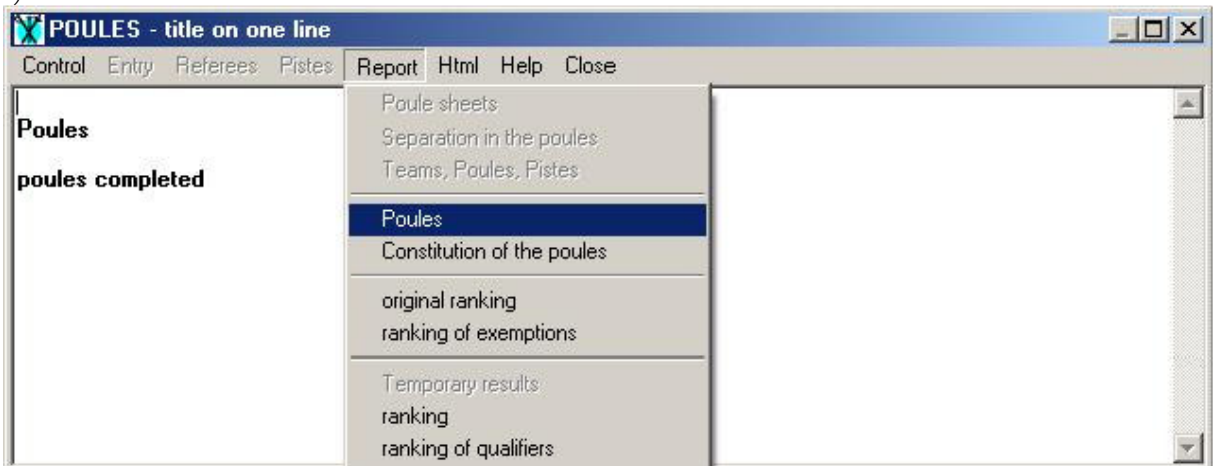 POULES - title on one line
Control Entry Referees Pistes Report Html Help Close
Poules
poules completed
Poule sheets
Separation in the poules
Teams, Poules, Pistes
Poules
Constitution of the poules
original ranking
ranking of exemptions
Temporary results
ranking
ranking of qualifiers